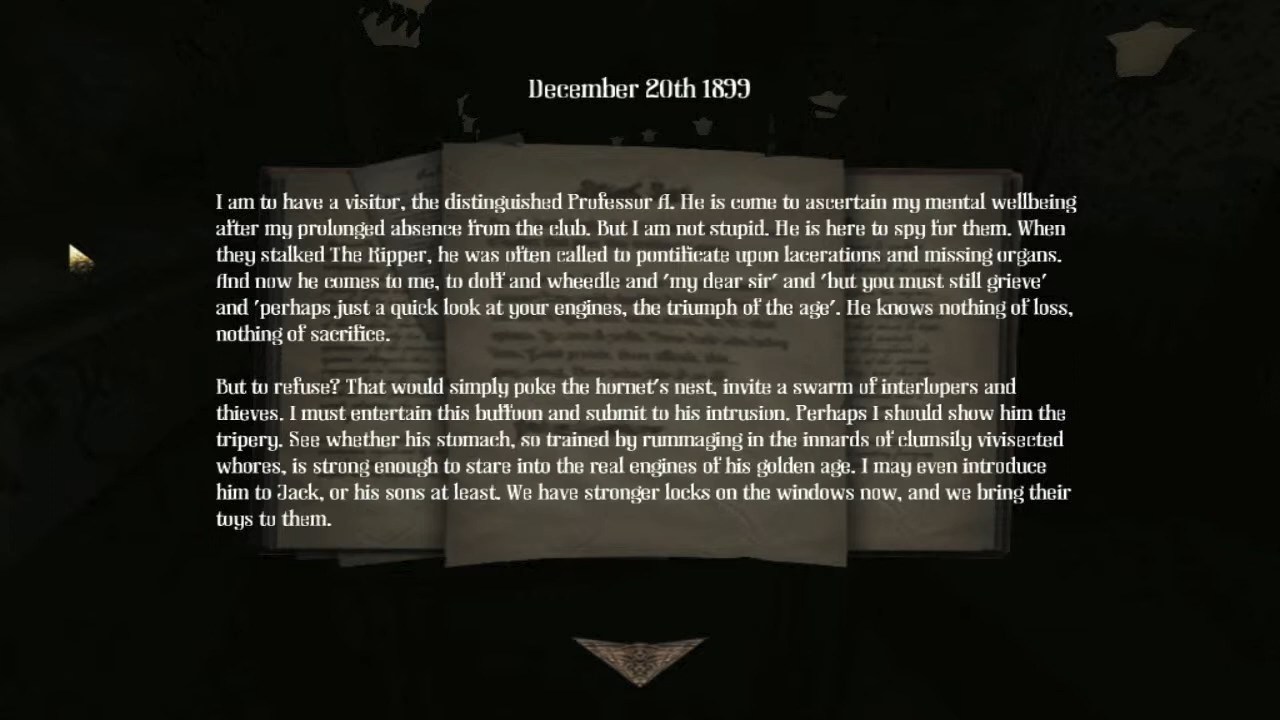 December 20th 1899
I am to have a visitor, the distinguished Professor A. He is come to ascertain my mental wellbeing
after my prolonged absence from the club. But I am not stupid. He is here to spy for them. When
they stalked The Ripper, he was often called to pontificate upon lacerations and missing organs.
And now he comes to me, to doff and wheedle and 'my dear sir' and 'but you must still grieve'
and 'perhaps just a quick look at your engines, the triumph of the age'. He knows nothing of loss,
nothing of sacrifice.
But to refuse? That would simply poke the hornet's nest, invite a swarm of interlopers and
thieves. I must entertain this buffoon and submit to his intrusion. Perhaps I should show him the
tripery. See whether his stomach, so trained by rummaging in the innards of clumsily vivisected
whores, is strong enough to stare into the real engines of his golden age. I may even introduce
him to Jack, or his sons at least. We have stronger locks on the windows now, and we bring their
toys to them.